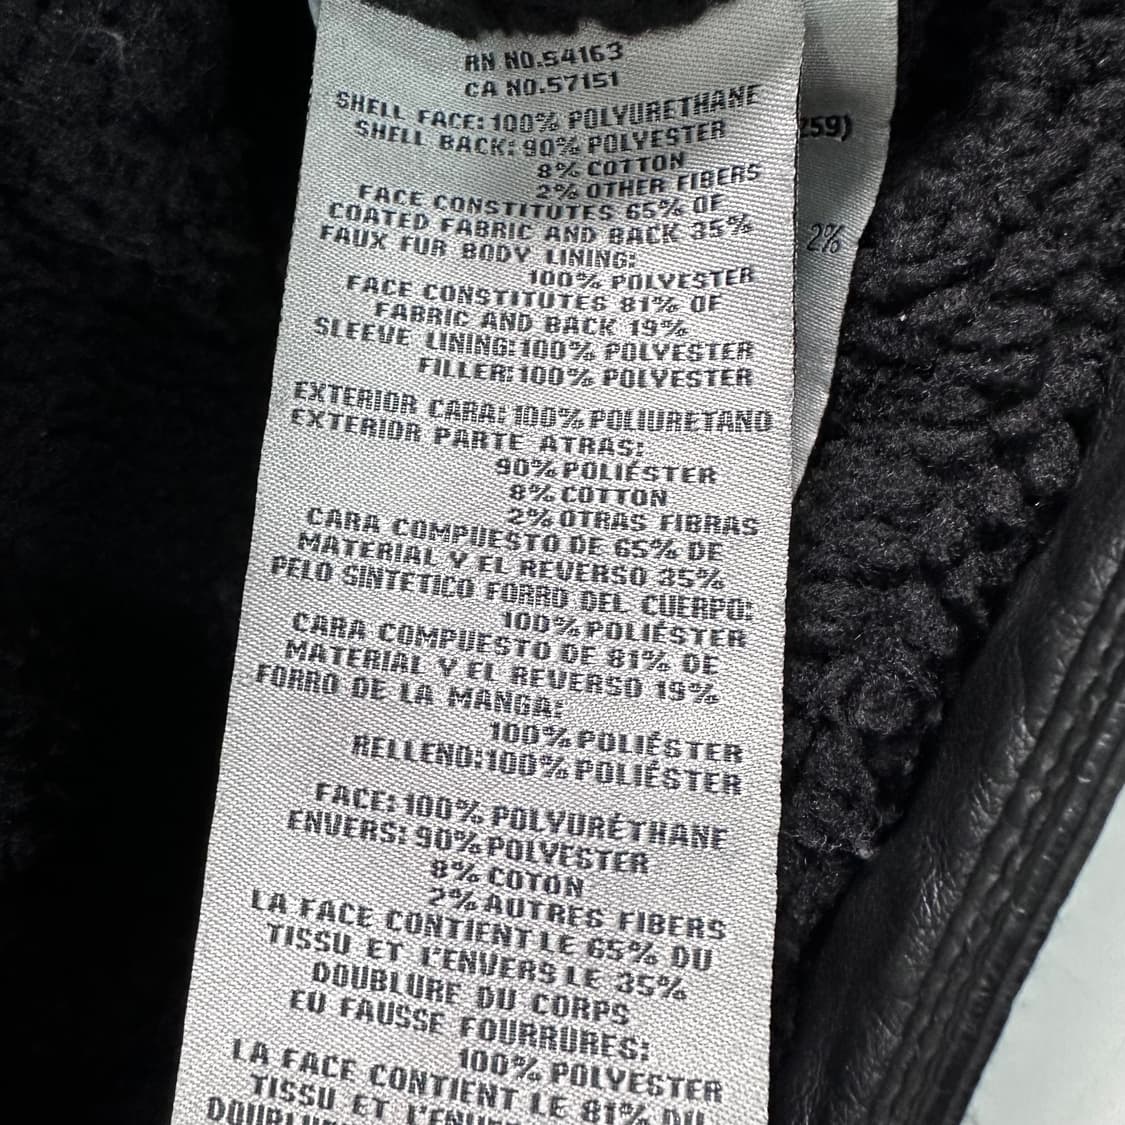 RN NO.54163
CA NO.57151
SHELL FACE:100% POLYURETHANE
SHELL BACK:90% POLYESTER
8% COTTON
2% OTHER FIBERS
FACE CONSTITUTES 65% OF
COATED FABRIC AND BACK 35%
FAUX FUR BODY LINING:
100% POLYESTER
FACE CONSTITUTES 81% OF
FABRIC AND BACK 19%
SLEEVE LINING:100% POLYESTER
FILLER:100% POLYESTER
EXTERIOR CARA:100%POLIURETANO
EXTERIOR PARTE ATRAS:
90%POLIÉSTER
8%COTTON
2%OTRAS FIBRAS
CARA COMPUESTO DE 65% DE
MATERIAL Y EL REVERSO 35%
PELO SINTETICO FORRO DEL CUERPO:
100%POLIÉSTER
CARA COMPUESTO DE 81% DE
MATERIAL Y EL REVERSO 19%
FORRO DE LA MANGA:
100%POLIÉSTER
RELLENO:100%POLIÉSTER
FACE:100%POLYURÉTHANE
ENVERS:90%POLYESTER
8%COTON
2%AUTRES FIBERS
LA FACE CONTIENT LE 65% DU
TISSU ET L'ENVERS LE 35%
DOUBLURE DU CORPS
EU FAUSSE FOURRURES:
100%POLYESTER
LA FACE CONTIENT LE 81% DU
TISSU ET
259)
2%